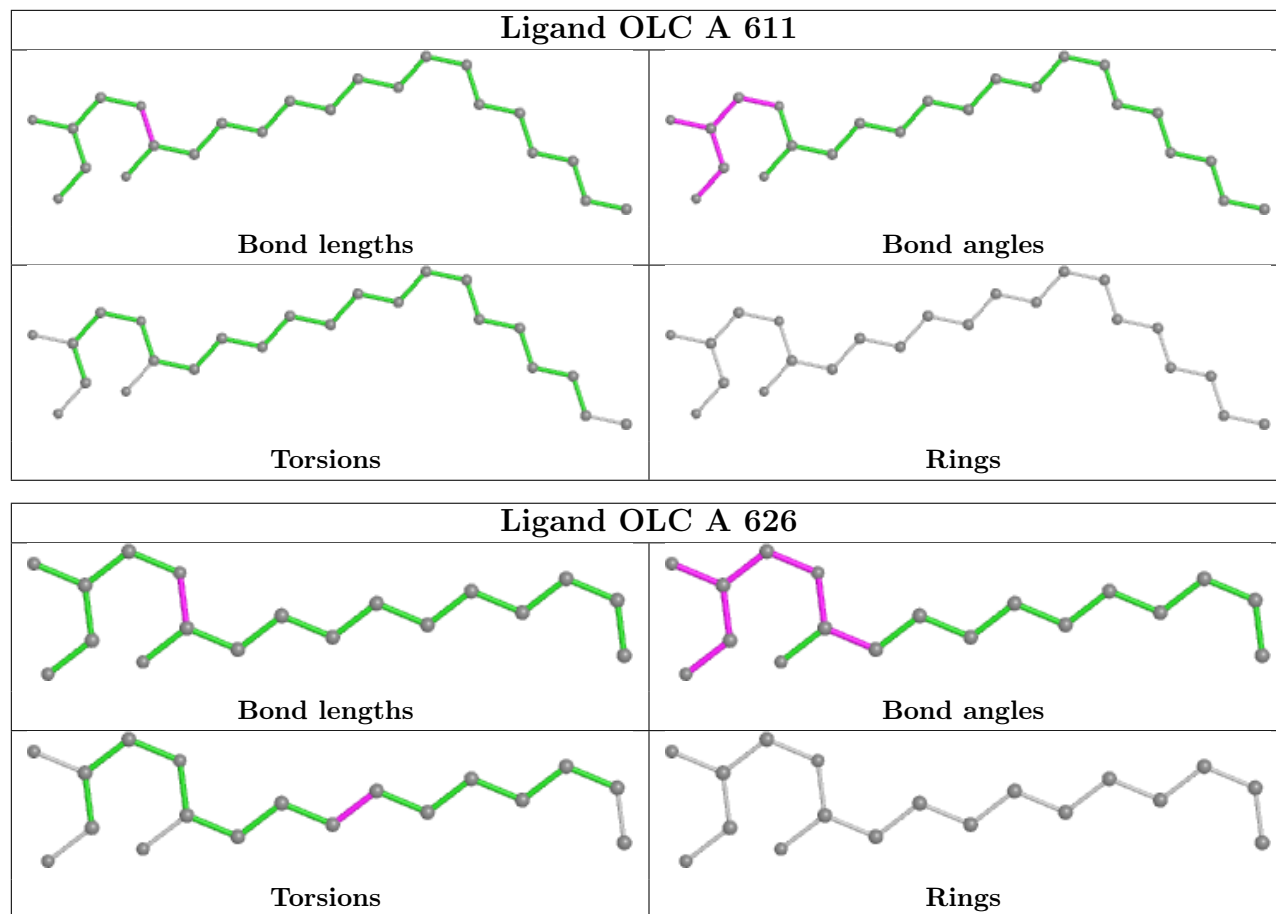 Ligand OLC A 611
Bond lengths
Bond angles
Torsions
Rings
Ligand OLC A 626
Bond lengths
Bond angles
Torsions
Rings